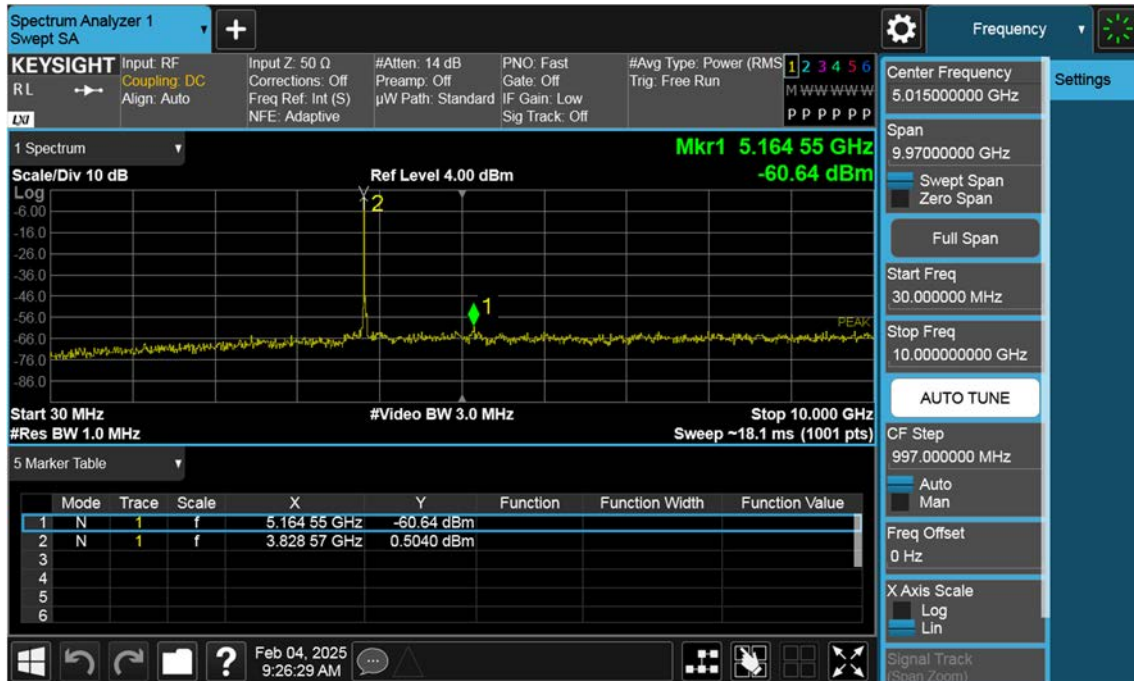 Spectrum Analyzer 1
Swept SA
Frequency
KEYSIGHT
RL
LXI
Input: RF
Coupling: DC
Align: Auto
Input Z: 50 Ω
Corrections: Off
Freq Ref: Int (S)
NFE: Adaptive
#Atten: 14 dB
Preamp: Off
µW Path: Standard
PNO: Fast
Gate: Off
IF Gain: Low
Sig Track: Off
#Avg Type: Power (RMS
Trig: Free Run
1 2 3 4 5 6
M W W W W W
P P P P P P
1 Spectrum
Mkr1 5.164 55 GHz
-60.64 dBm
Scale/Div 10 dB
Ref Level 4.00 dBm
Log
-6.00
-16.0
-26.0
-36.0
-46.0
-56.0
-66.0
-76.0
-86.0
2
1
PEAK
Start 30 MHz
#Video BW 3.0 MHz
Stop 10.000 GHz
#Res BW 1.0 MHz
Sweep ~18.1 ms (1001 pts)
5 Marker Table
Mode Trace Scale X Y Function Function Width Function Value
1 N 1 f 5.164 55 GHz -60.64 dBm
2 N 1 f 3.828 57 GHz 0.5040 dBm
3
4
5
6
Feb 04, 2025
9:26:29 AM
Center Frequency
5.015000000 GHz
Settings
Span
9.97000000 GHz
Swept Span
Zero Span
Full Span
Start Freq
30.000000 MHz
Stop Freq
10.000000000 GHz
AUTO TUNE
CF Step
997.000000 MHz
Auto
Man
Freq Offset
0 Hz
X Axis Scale
Log
Lin
Signal Track
(Span Zoom)